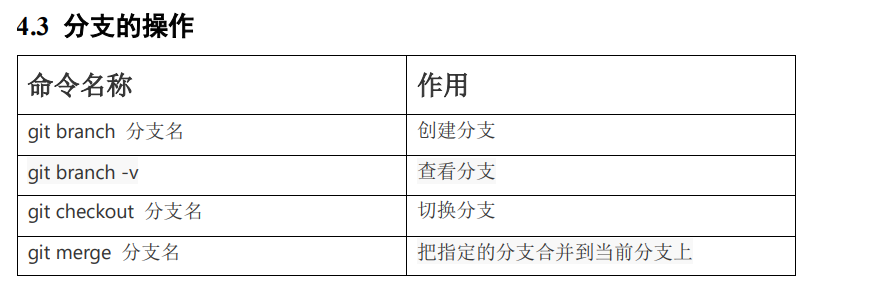 4.3 分支的操作
命令名称 作用
git branch 分支名 创建分支
git branch -v 查看分支
git checkout 分支名 切换分支
git merge 分支名 把指定的分支合并到当前分支上